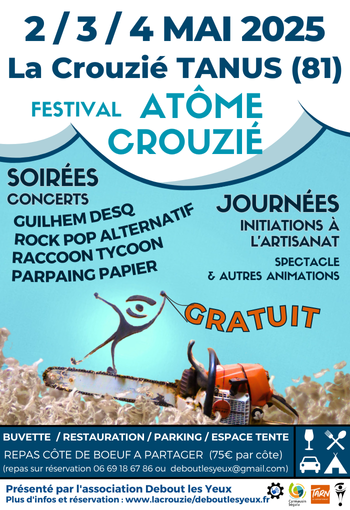 2 / 3 / 4 MAI 2025
La Crouzié TANUS (81)
FESTIVAL ATÔME
CROUZIÉ
SOIRÉES
CONCERTS
GUILHEM DESQ
ROCK POP ALTERNATIF
RACCOON TYCOON
PARPAING PAPIER
JOURNÉES
INITIATIONS À
L'ARTISANAT
SPECTACLE
& AUTRES ANIMATIONS
GRATUIT
BUVETTE / RESTAURATION / PARKING / ESPACE TENTE
REPAS CÔTE DE BOEUF A PARTAGER (75€ par côte)
(repas sur réservation 06 69 18 67 86 ou deboutlesyeux@gmail.com)
Présenté par l'association Debout les Yeux
Plus d'infos et réservation : www.lacrouzie/deboutlesyeux.fr
TARN